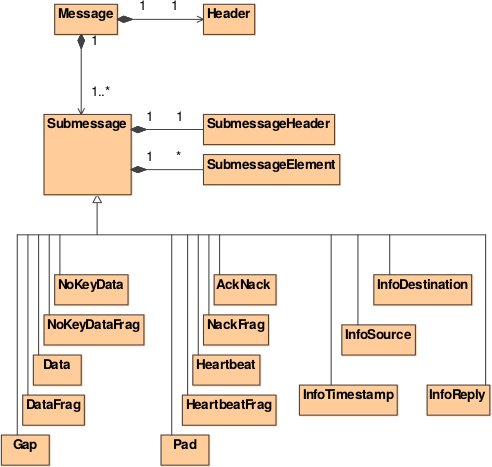 Message
1
1
Header
1
1..*
Submessage
1
1
SubmessageHeader
1
*
SubmessageElement
NoKeyData
AckNack
InfoDestination
NoKeyDataFrag
NackFrag
InfoSource
Data
Heartbeat
DataFrag
HeartbeatFrag
InfoTimestamp
InfoReply
Gap
Pad